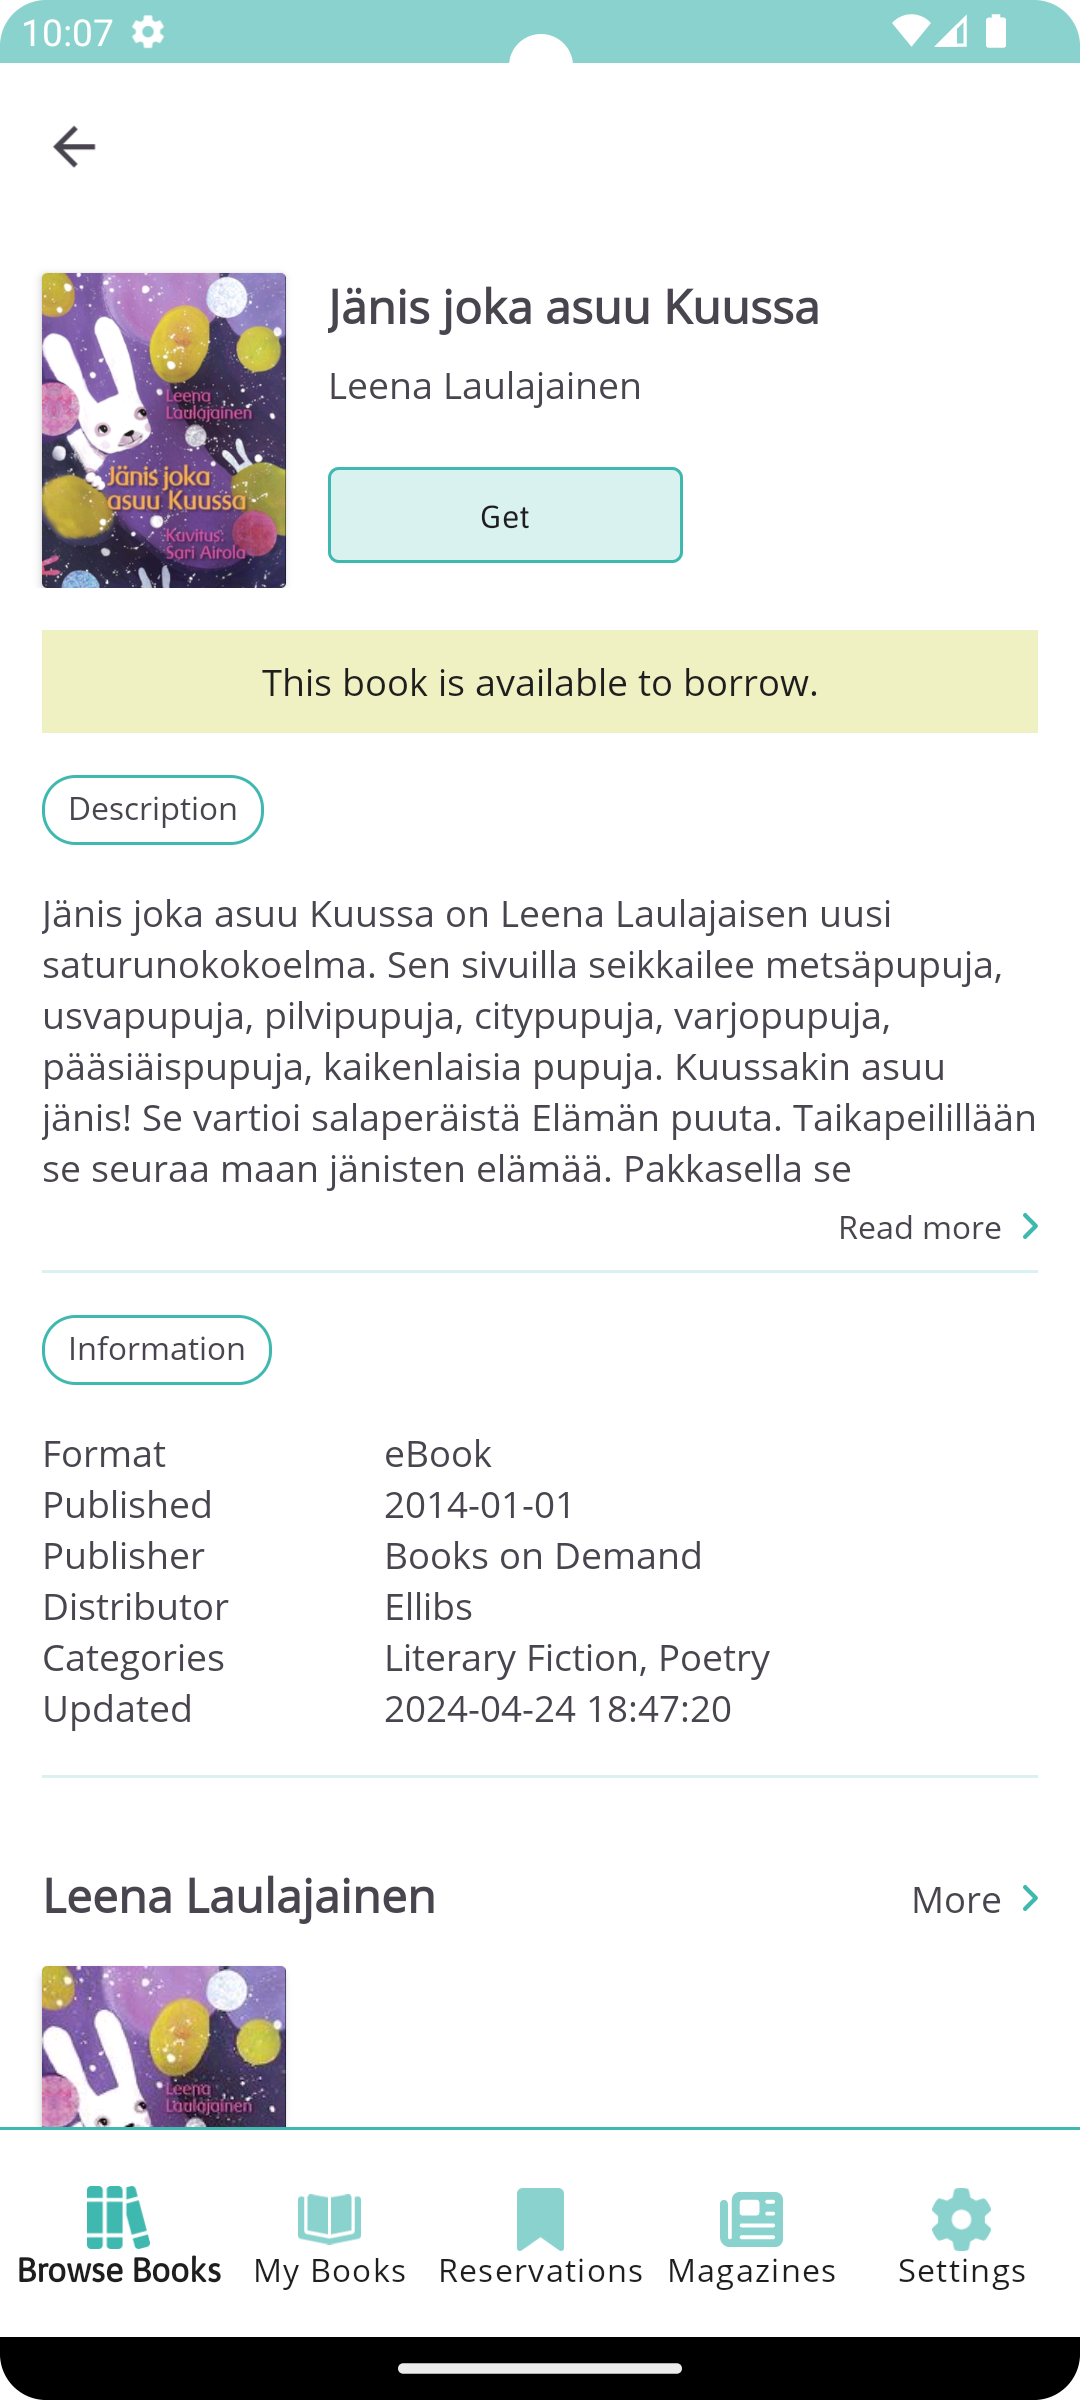 10:07
Leena
Laulajainen
Jänis joka
asuu Kuussa
Kuvitus:
Sari Airola
Jänis joka asuu Kuussa
Leena Laulajainen
Get
This book is available to borrow.
Description
Jänis joka asuu Kuussa on Leena Laulajaisen uusi
saturunokokoelma. Sen sivuilla seikkailee metsäpupuja,
usvapupuja, pilvipupuja, citypupuja, varjopupuja,
pääsiäispupuja, kaikenlaisia pupuja. Kuussakin asuu
jänis! Se vartioi salaperäistä Elämän puuta. Taikapeilillään
se seuraa maan jänisten elämää. Pakkasella se
Read more
Information
Format eBook
Published 2014-01-01
Publisher Books on Demand
Distributor Ellibs
Categories Literary Fiction, Poetry
Updated 2024-04-24 18:47:20
Leena Laulajainen More
Leena
Laulajainen
Browse Books My Books Reservations Magazines Settings